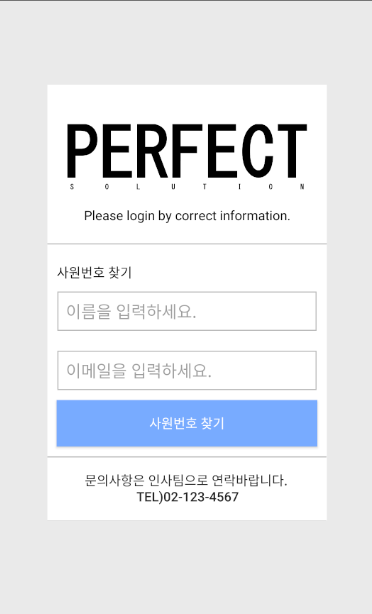 PERFECT
SOLUTION
Please login by correct information.
사원번호 찾기
이름을 입력하세요.
이메일을 입력하세요.
사원번호 찾기
문의사항은 인사팀으로 연락바랍니다.
TEL)02-123-4567